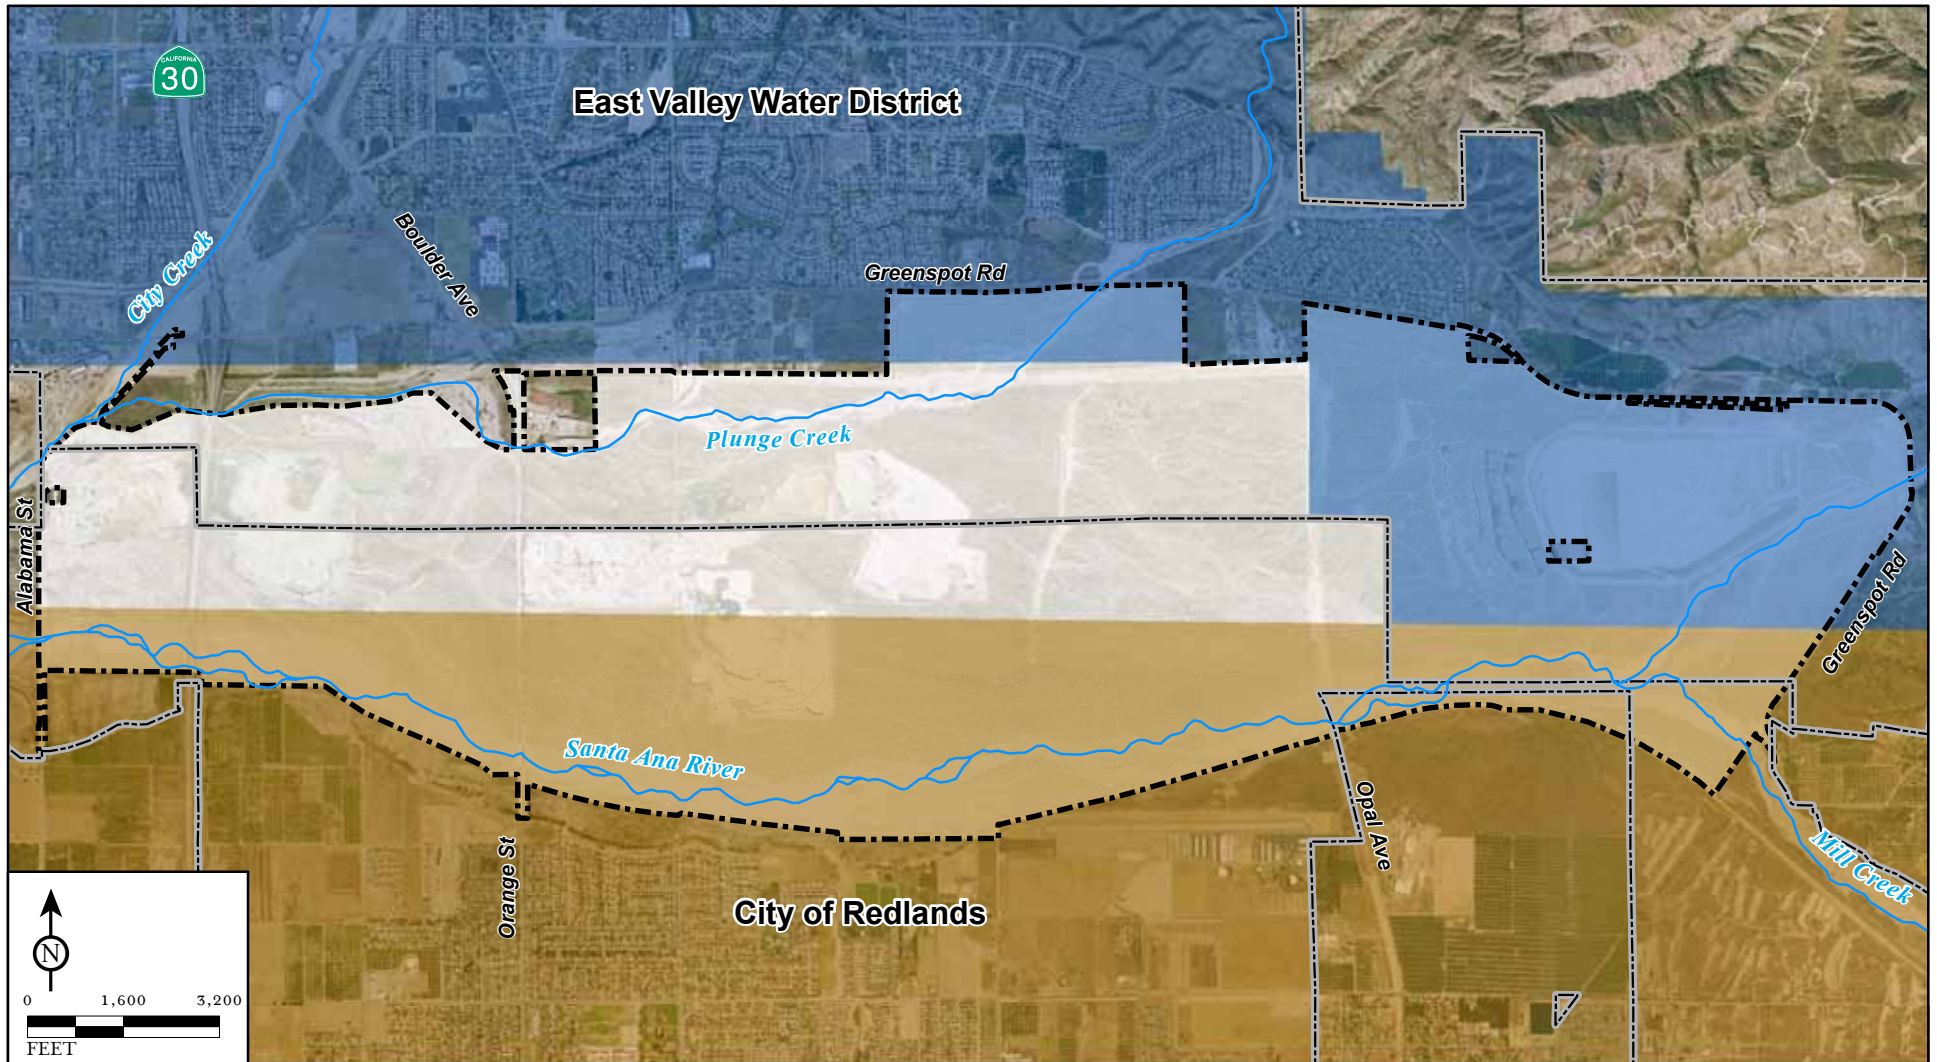 CALIFORNIA
30
East Valley Water District
Boulder Ave
City Creek
Greenspot Rd
Plunge Creek
Alabama St
Greenspot Rd
Santa Ana River
Opal Ave
Orange St
Mill Creek
City of Redlands
N
0 1,600 3,200
FEET